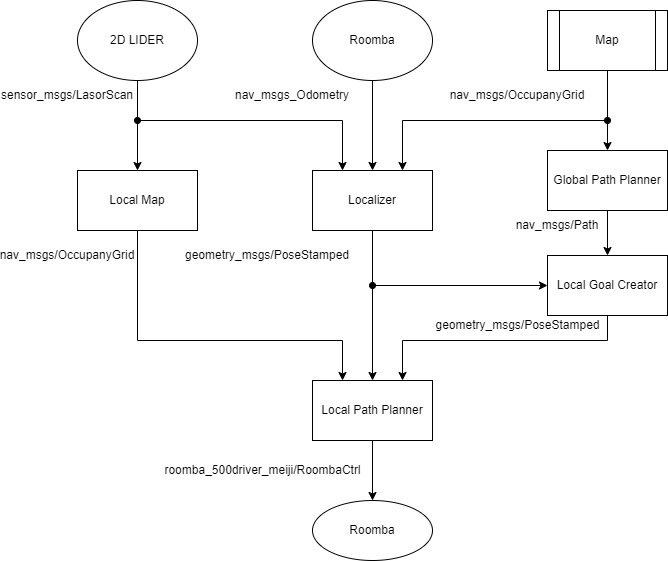 2D LIDER
Roomba
Map
sensor_msgs/LasorScan
nav_msgs_Odometry
nav_msgs/OccupanyGrid
Local Map
Localizer
Global Path Planner
nav_msgs/Path
nav_msgs/OccupanyGrid
geometry_msgs/PoseStamped
Local Goal Creator
geometry_msgs/PoseStamped
Local Path Planner
roomba_500driver_meiji/RoombaCtrl
Roomba